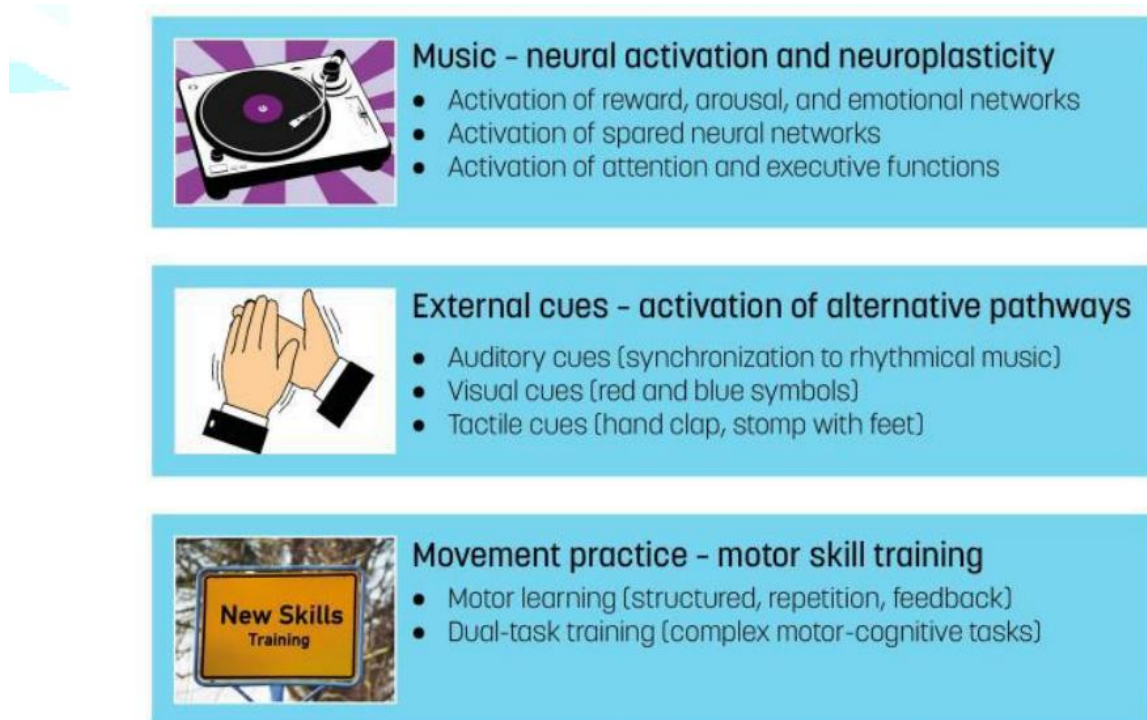 Music – neural activation and neuroplasticity
• Activation of reward, arousal, and emotional networks
• Activation of spared neural networks
• Activation of attention and executive functions
External cues – activation of alternative pathways
• Auditory cues (synchronization to rhythmical music)
• Visual cues (red and blue symbols)
• Tactile cues (hand clap, stomp with feet)
New Skills
Training
Movement practice – motor skill training
• Motor learning (structured, repetition, feedback)
• Dual-task training (complex motor-cognitive tasks)